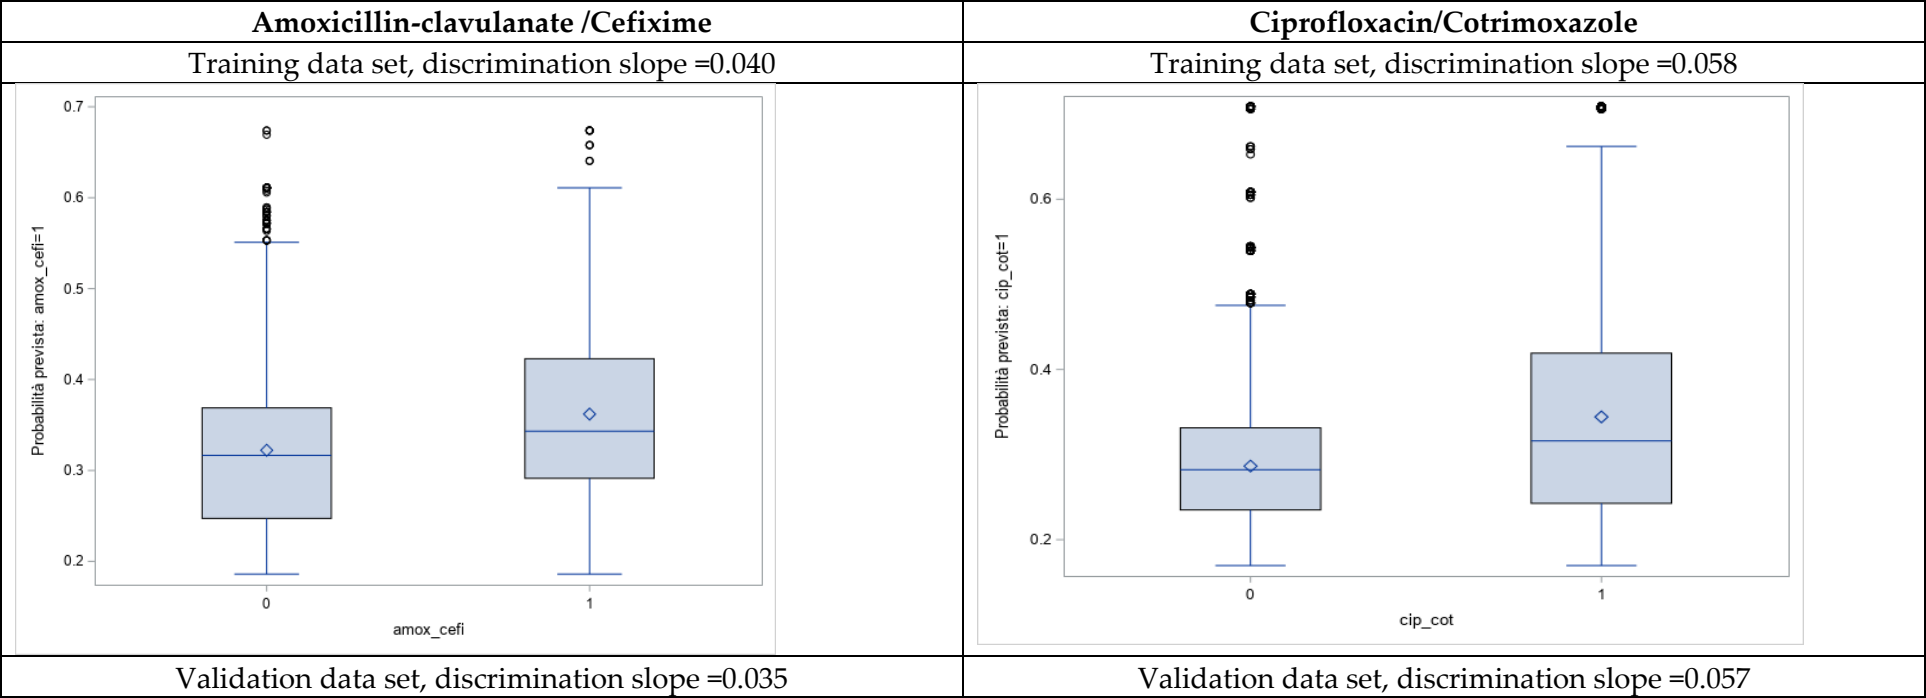 Amoxicillin-clavulanate /Cefixime
Ciprofloxacin/Cotrimoxazole
Training data set, discrimination slope =0.040
Training data set, discrimination slope =0.058
Probabilità prevista: amox_cefi=1
0.7
0.6
0.5
0.4
0.3
0.2
0
1
amox_cefi
Probabilità prevista: cip_cot=1
0.6
0.4
0.2
0
1
cip_cot
Validation data set, discrimination slope =0.035
Validation data set, discrimination slope =0.057